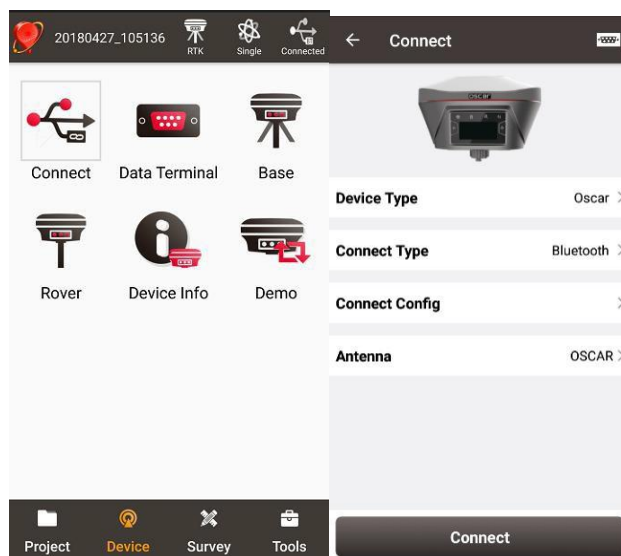 20180427_105136
RTK
Single
Connected
Connect
Data Terminal
Base
Rover
Device Info
Demo
Project
Device
Survey
Tools
Connect
OSCAR
Device Type
Oscar
Connect Type
Bluetooth
Connect Config
Antenna
OSCAR
Connect